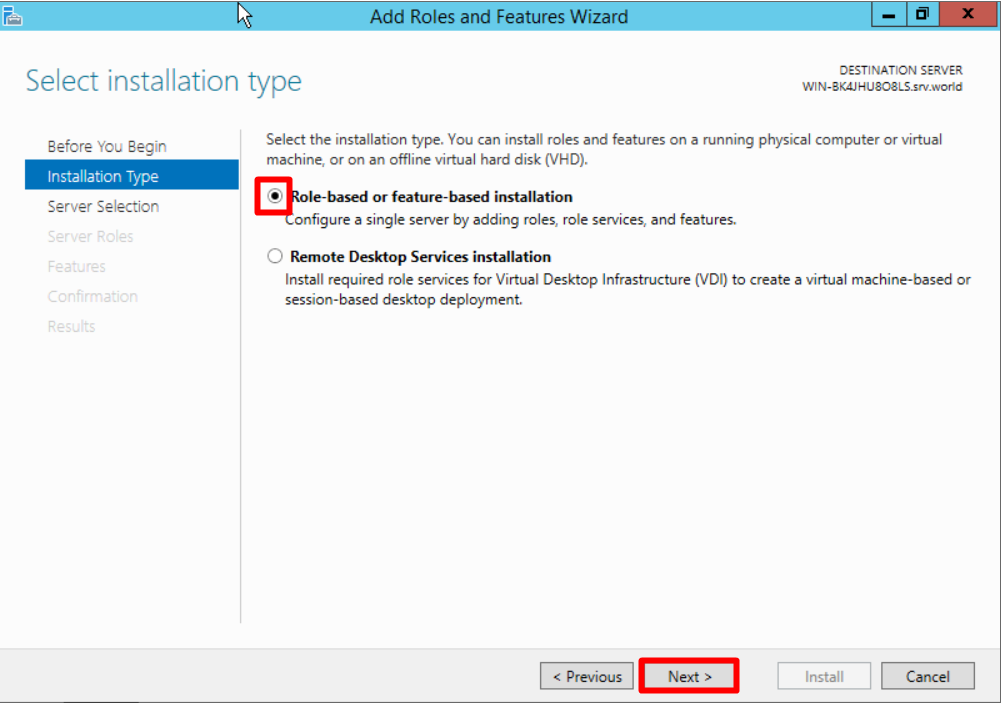 Add Roles and Features Wizard
Select installation type
DESTINATION SERVER
WIN-BK4JHU8O8LS.srv.world
Before You Begin
Installation Type
Server Selection
Server Roles
Features
Confirmation
Results
Select the installation type. You can install roles and features on a running physical computer or virtual
machine, or on an offline virtual hard disk (VHD).
Role-based or feature-based installation
Configure a single server by adding roles, role services, and features.
Remote Desktop Services installation
Install required role services for Virtual Desktop Infrastructure (VDI) to create a virtual machine-based or
session-based desktop deployment.
< Previous
Next >
Install
Cancel